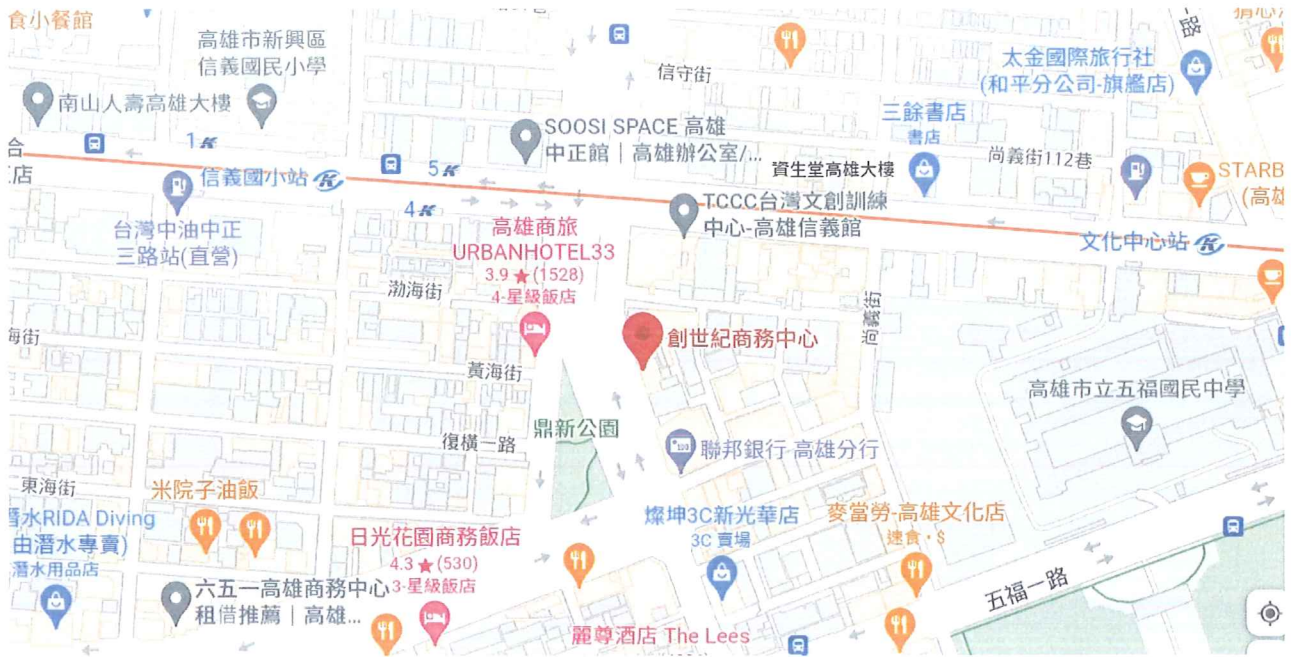 食小餐館
高雄市新興區
信義國民小學
南山人壽高雄大樓
信守街
一路
太金國際旅行社
(和平分公司-旗艦店)
SOOSI SPACE 高雄
中正館 | 高雄辦公室/...
三餘書店
書店
尚義街112巷
資生堂高雄大樓
1
5
4
信義國小站
STARB
(高雄
TCCC台灣文創訓練
中心-高雄信義館
台灣中油中正
三路站(直營)
高雄商旅
URBANHOTEL33
3.9 ★ (1528)
4-星級飯店
文化中心站
渤海街
尚義街
海街
創世紀商務中心
黃海街
高雄市立五福國民中學
鼎新公園
復橫一路
聯邦銀行 高雄分行
東海街
米院子油飯
潛水RIDA Diving
由潛水專賣)
潛水用品店
日光花園商務飯店
4.3 ★ (530)
3-星級飯店
燦坤3C新光華店
3C 賣場
麥當勞-高雄文化店
速食・$
五福一路
六五一高雄商務中心
租借推薦 | 高雄...
麗尊酒店 The Lees